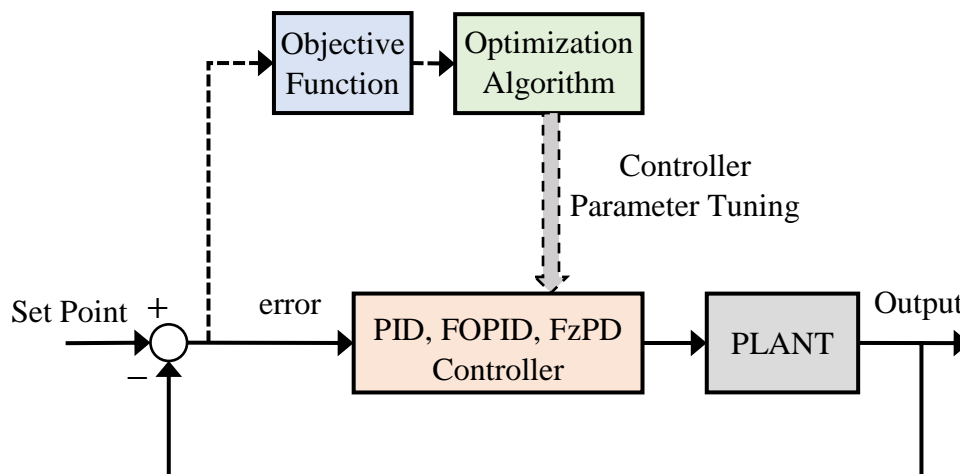 Objective
Function
Optimization
Algorithm
Controller
Parameter Tuning
Set Point
+
−
error
PID, FOPID, FzPD
Controller
PLANT
Output